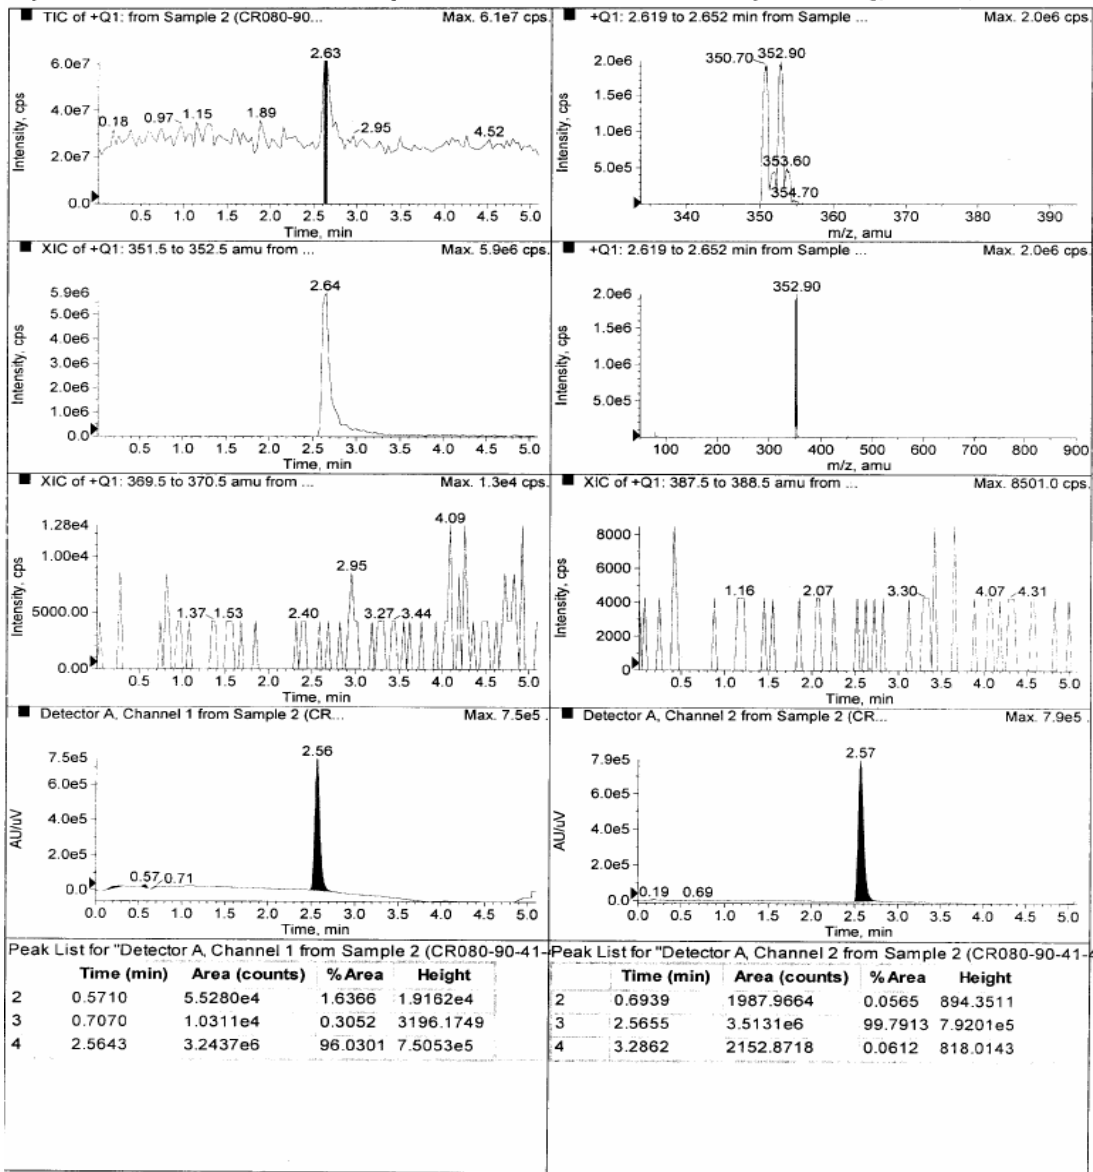 TIC of +Q1: from Sample 2 (CR080-90... Max. 6.1e7 cps.
6.0e7
4.0e7
2.0e7
0.0
Intensity, cps
0.18 0.97 1.15 1.89 2.63 2.95 4.52
0.5 1.0 1.5 2.0 2.5 3.0 3.5 4.0 4.5 5.0
Time, min
+Q1: 2.619 to 2.652 min from Sample ... Max. 2.0e6 cps.
2.0e6
1.5e6
1.0e6
5.0e5
0.0
Intensity, cps
350.70 352.90
353.60
354.70
340 350 360 370 380 390
m/z, amu
XIC of +Q1: 351.5 to 352.5 amu from ... Max. 5.9e6 cps.
5.9e6
5.0e6
4.0e6
3.0e6
2.0e6
1.0e6
0.0
Intensity, cps
2.64
0.5 1.0 1.5 2.0 2.5 3.0 3.5 4.0 4.5 5.0
Time, min
+Q1: 2.619 to 2.652 min from Sample ... Max. 2.0e6 cps.
2.0e6
1.5e6
1.0e6
5.0e5
Intensity, cps
352.90
100 200 300 400 500 600 700 800 900
m/z, amu
XIC of +Q1: 369.5 to 370.5 amu from ... Max. 1.3e4 cps.
1.28e4
1.00e4
5000.00
0.00
Intensity, cps
1.37 1.53 2.40 2.95 3.27 3.44 4.09
0.5 1.0 1.5 2.0 2.5 3.0 3.5 4.0 4.5 5.0
Time, min
XIC of +Q1: 387.5 to 388.5 amu from ... Max. 8501.0 cps.
8000
6000
4000
2000
0
Intensity, cps
1.16 2.07 3.30 4.07 4.31
0.5 1.0 1.5 2.0 2.5 3.0 3.5 4.0 4.5 5.0
Time, min
Detector A, Channel 1 from Sample 2 (CR... Max. 7.5e5 .
7.5e5
6.0e5
4.0e5
2.0e5
0.0
AU/uV
0.57 0.71 2.56
0.0 0.5 1.0 1.5 2.0 2.5 3.0 3.5 4.0 4.5 5.0
Time, min
Detector A, Channel 2 from Sample 2 (CR... Max. 7.9e5 .
7.9e5
6.0e5
4.0e5
2.0e5
0.0
AU/uV
0.19 0.69 2.57
0.0 0.5 1.0 1.5 2.0 2.5 3.0 3.5 4.0 4.5 5.0
Time, min
Peak List for "Detector A, Channel 1 from Sample 2 (CR080-90-41-
Time (min) Area (counts) %Area Height
2 0.5710 5.5280e4 1.6366 1.9162e4
3 0.7070 1.0311e4 0.3052 3196.1749
4 2.5643 3.2437e6 96.0301 7.5053e5
Peak List for "Detector A, Channel 2 from Sample 2 (CR080-90-41-4
Time (min) Area (counts) %Area Height
2 0.6939 1987.9664 0.0565 894.3511
3 2.5655 3.5131e6 99.7913 7.9201e5
4 3.2862 2152.8718 0.0612 818.0143